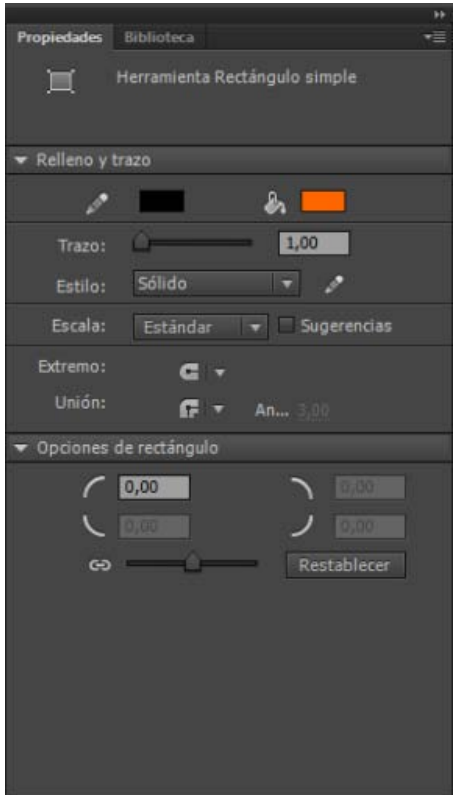 Propiedades Biblioteca
Herramienta Rectángulo simple
Relleno y trazo
Trazo: 1,00
Estilo: Sólido
Escala: Estándar Sugerencias
Extremo:
Unión: An... 3,00
Opciones de rectángulo
0,00 0,00
0,00 0,00
Restablecer